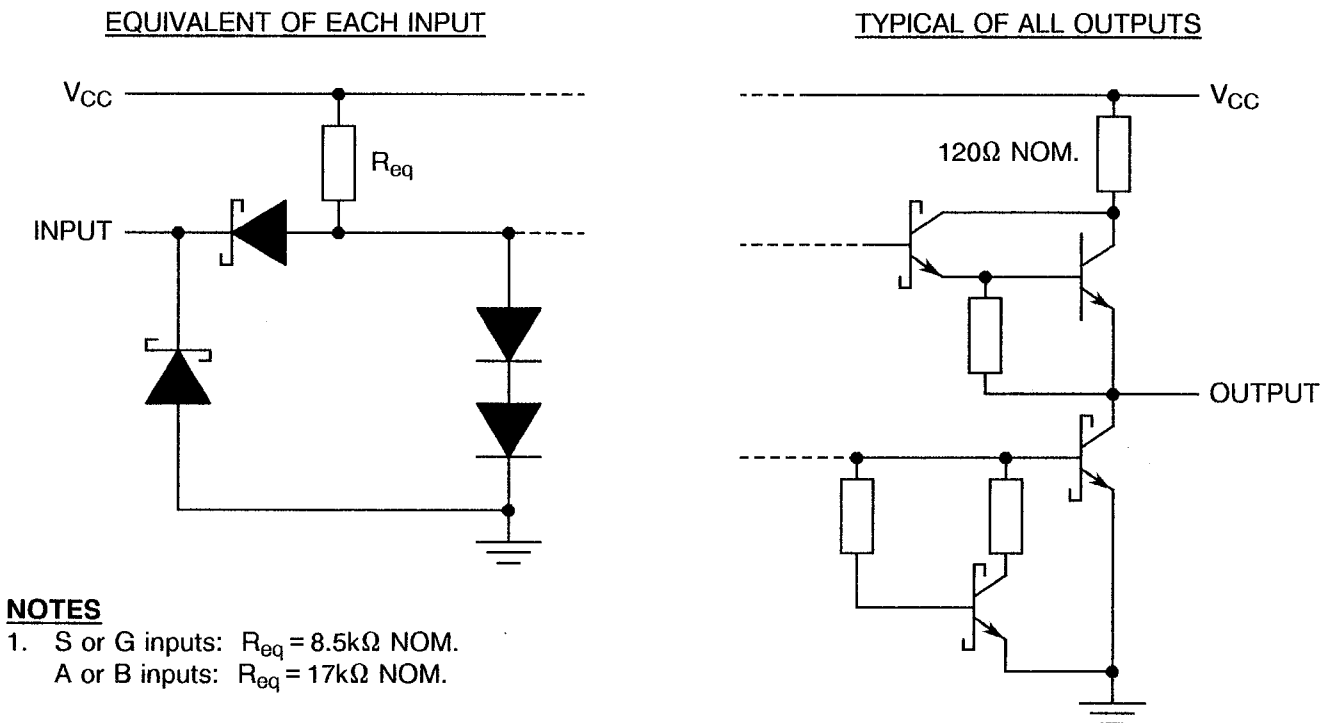 EQUIVALENT OF EACH INPUT
TYPICAL OF ALL OUTPUTS
VCC
Req
INPUT
VCC
120Ω NOM.
OUTPUT
NOTES
1. S or G inputs: Req = 8.5kΩ NOM.
A or B inputs: Req = 17kΩ NOM.